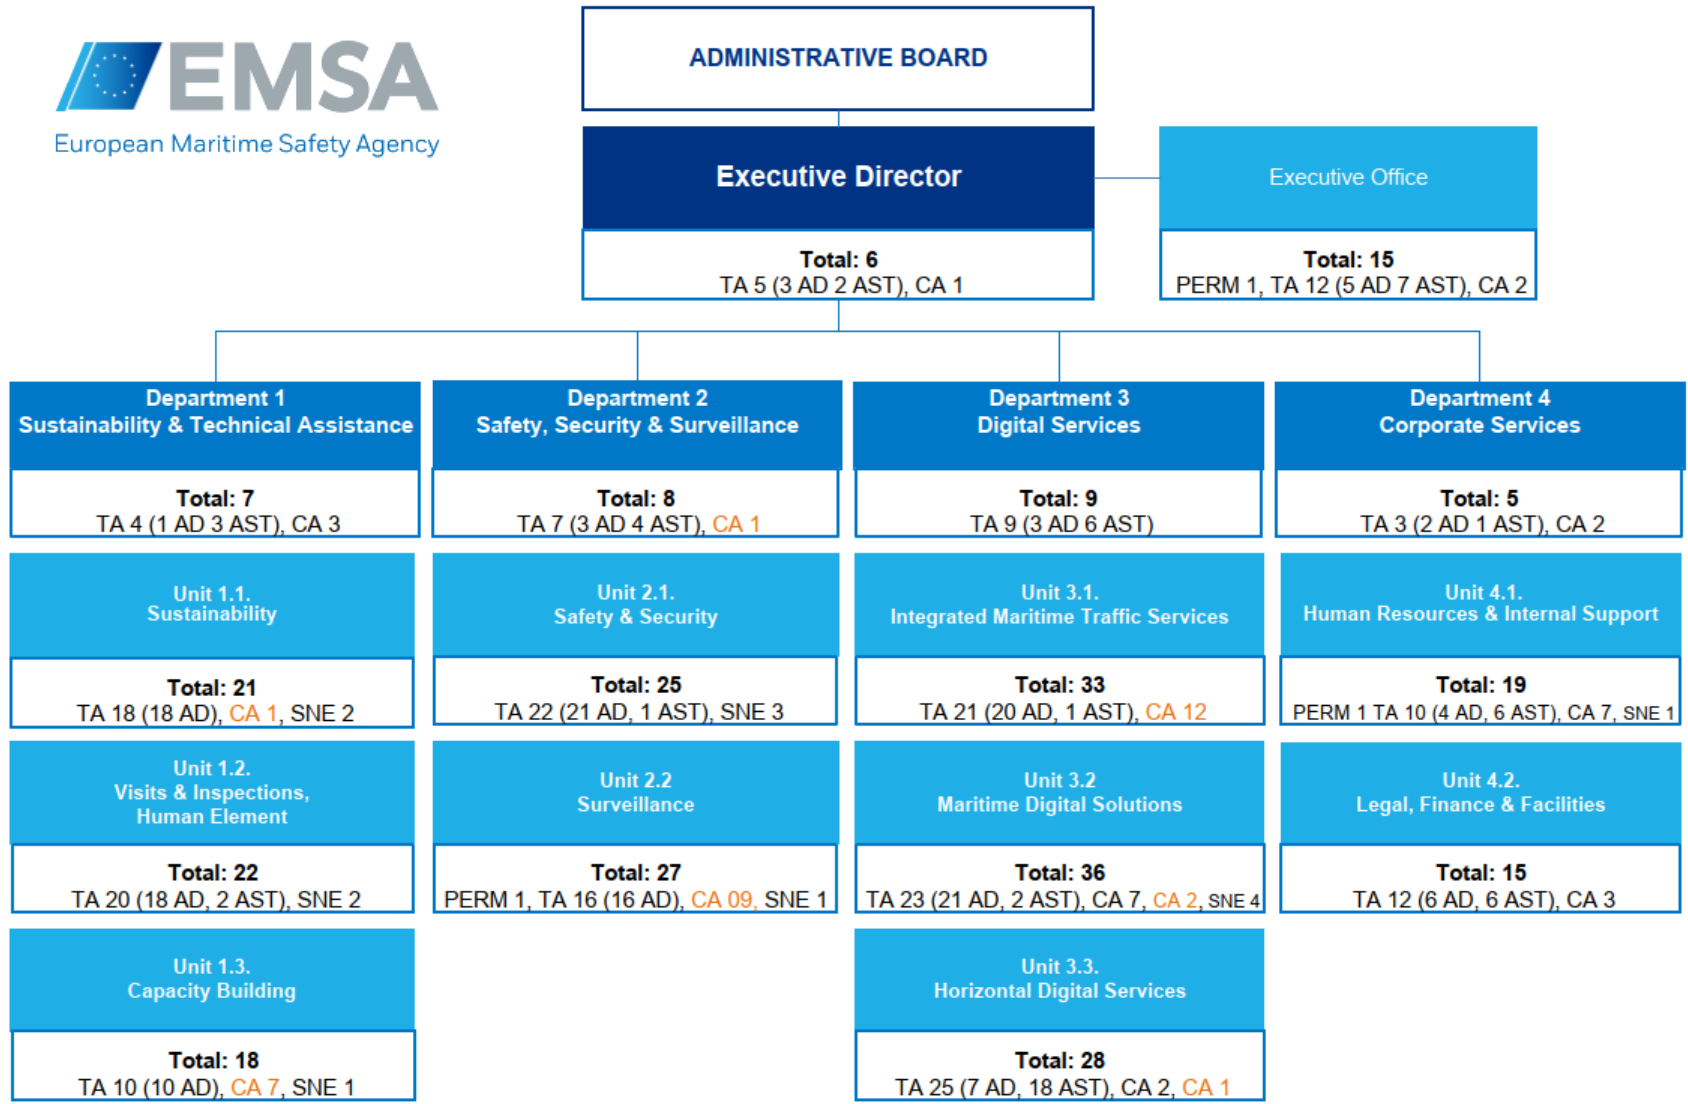 EMSA
European Maritime Safety Agency
ADMINISTRATIVE BOARD
Executive Director
Total: 6
TA 5 (3 AD 2 AST), CA 1
Executive Office
Total: 15
PERM 1, TA 12 (5 AD 7 AST), CA 2
Department 1
Sustainability & Technical Assistance
Total: 7
TA 4 (1 AD 3 AST), CA 3
Unit 1.1.
Sustainability
Total: 21
TA 18 (18 AD), CA 1, SNE 2
Unit 1.2.
Visits & Inspections,
Human Element
Total: 22
TA 20 (18 AD, 2 AST), SNE 2
Unit 1.3.
Capacity Building
Total: 18
TA 10 (10 AD), CA 7, SNE 1
Department 2
Safety, Security & Surveillance
Total: 8
TA 7 (3 AD 4 AST), CA 1
Unit 2.1.
Safety & Security
Total: 25
TA 22 (21 AD, 1 AST), SNE 3
Unit 2.2
Surveillance
Total: 27
PERM 1, TA 16 (16 AD), CA 09, SNE 1
Department 3
Digital Services
Total: 9
TA 9 (3 AD 6 AST)
Unit 3.1.
Integrated Maritime Traffic Services
Total: 33
TA 21 (20 AD, 1 AST), CA 12
Unit 3.2
Maritime Digital Solutions
Total: 36
TA 23 (21 AD, 2 AST), CA 7, CA 2, SNE 4
Unit 3.3.
Horizontal Digital Services
Total: 28
TA 25 (7 AD, 18 AST), CA 2, CA 1
Department 4
Corporate Services
Total: 5
TA 3 (2 AD 1 AST), CA 2
Unit 4.1.
Human Resources & Internal Support
Total: 19
PERM 1 TA 10 (4 AD, 6 AST), CA 7, SNE 1
Unit 4.2.
Legal, Finance & Facilities
Total: 15
TA 12 (6 AD, 6 AST), CA 3